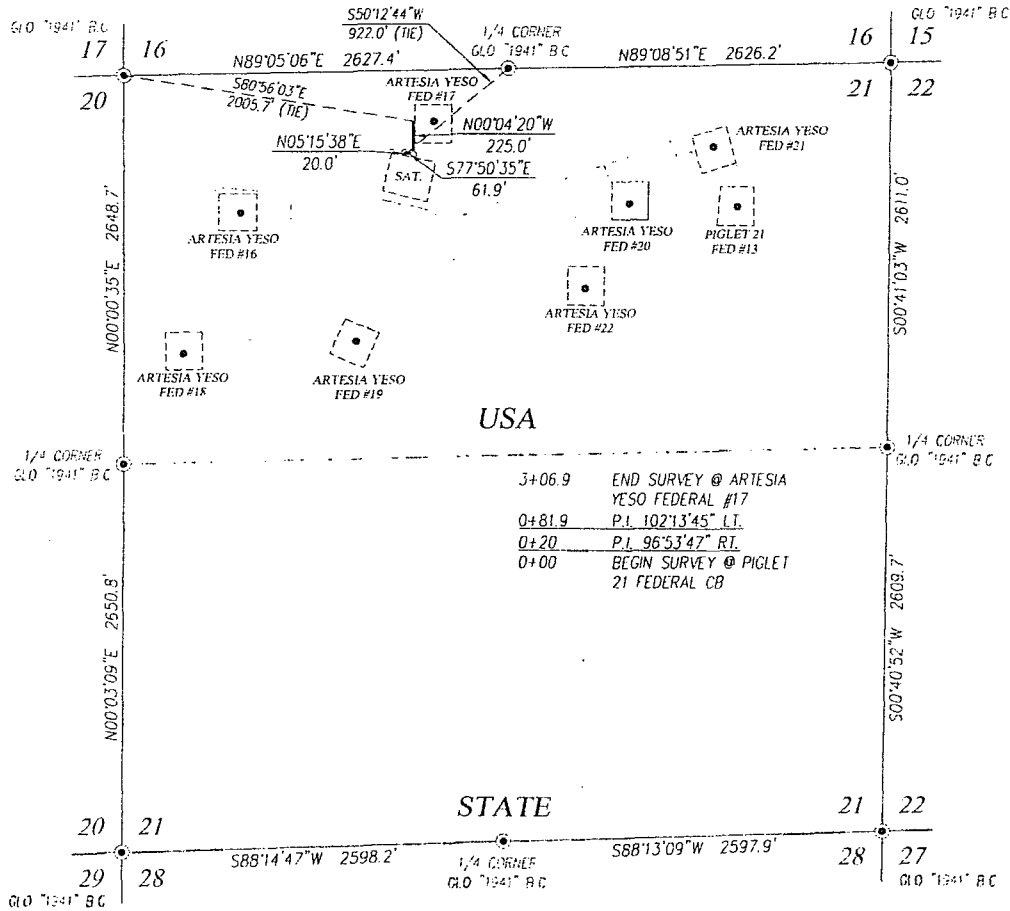 GLO "1941" B.C
17
16
S50°12'44"W
922.0' (TIE)
1/4 CORNER
GLO "1941" B.C
GLO "1941" B.C
16
15
N89°05'06"E 2627.4'
N89°08'51"E 2626.2'
20
21
22
S80°56'03"E
2005.7' (TIE)
ARTESIA YESO
FED #17
N05°15'38"E
20.0'
N00°04'20"W
225.0'
S77°50'35"E
61.9'
SAT.
ARTESIA YESO
FED #21
ARTESIA YESO
FED #16
ARTESIA YESO
FED #20
PIGLET 21
FED #13
N00°00'35"E 2648.7'
S00°41'03"W 2611.0'
ARTESIA YESO
FED #22
ARTESIA YESO
FED #18
ARTESIA YESO
FED #19
USA
1/4 CORNER
GLO "1941" B.C
1/4 CORNER
GLO "1941" B.C
3+06.9 END SURVEY @ ARTESIA
YESO FEDERAL #17
0+81.9 P.I. 102°13'45" LT.
0+20 P.I. 96°53'47" RT.
0+00 BEGIN SURVEY @ PIGLET
21 FEDERAL CB
N00°03'09"E 2650.8'
S00°40'52"W 2609.7'
STATE
20
21
21
22
S88°14'47"W 2598.2'
1/4 CORNER
GLO "1941" B.C
S88°13'09"W 2597.9'
29
28
GLO "1941" B.C
28
27
GLO "1941" B.C